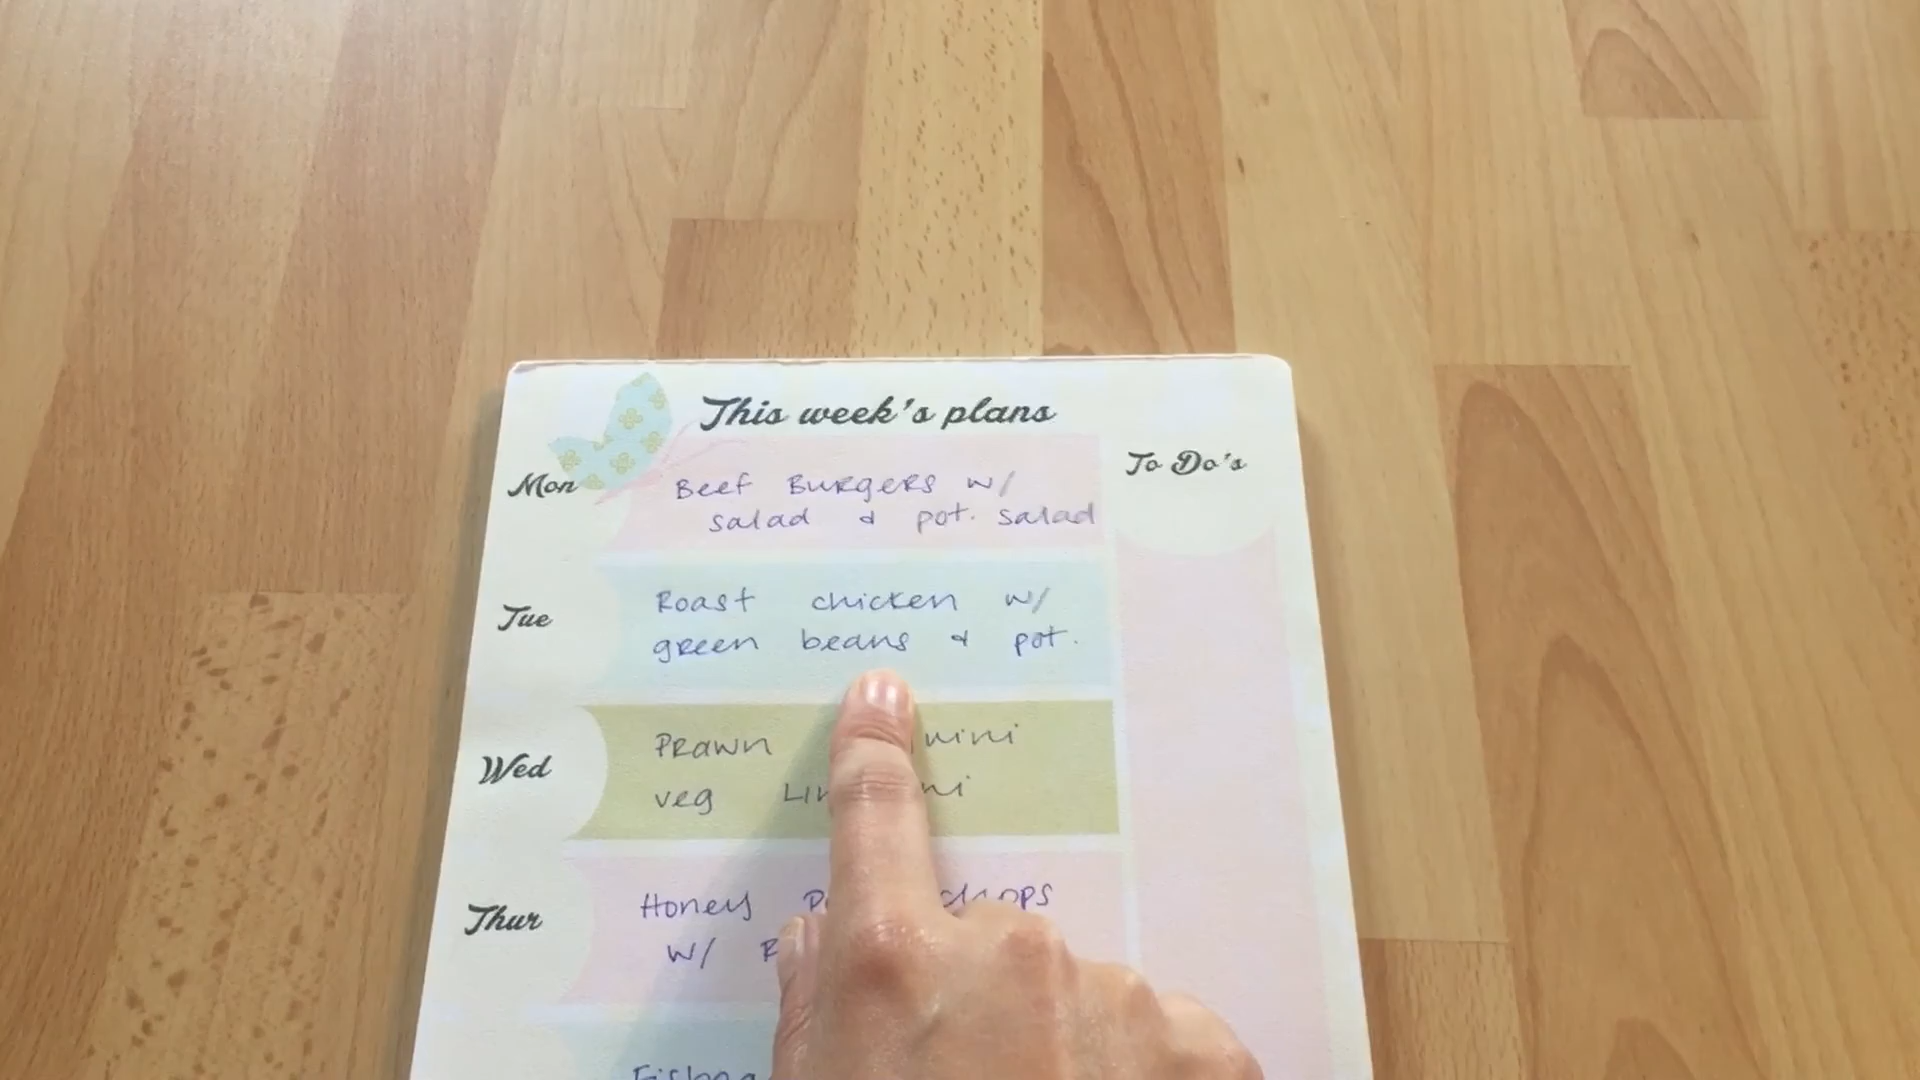 This week's plans
To Do's
Mon
Beef Burgers w/
salad & pot. salad
Tue
Roast chicken w/
green beans & pot.
Wed
Prawn
veg
Thur
Honey chops
w/